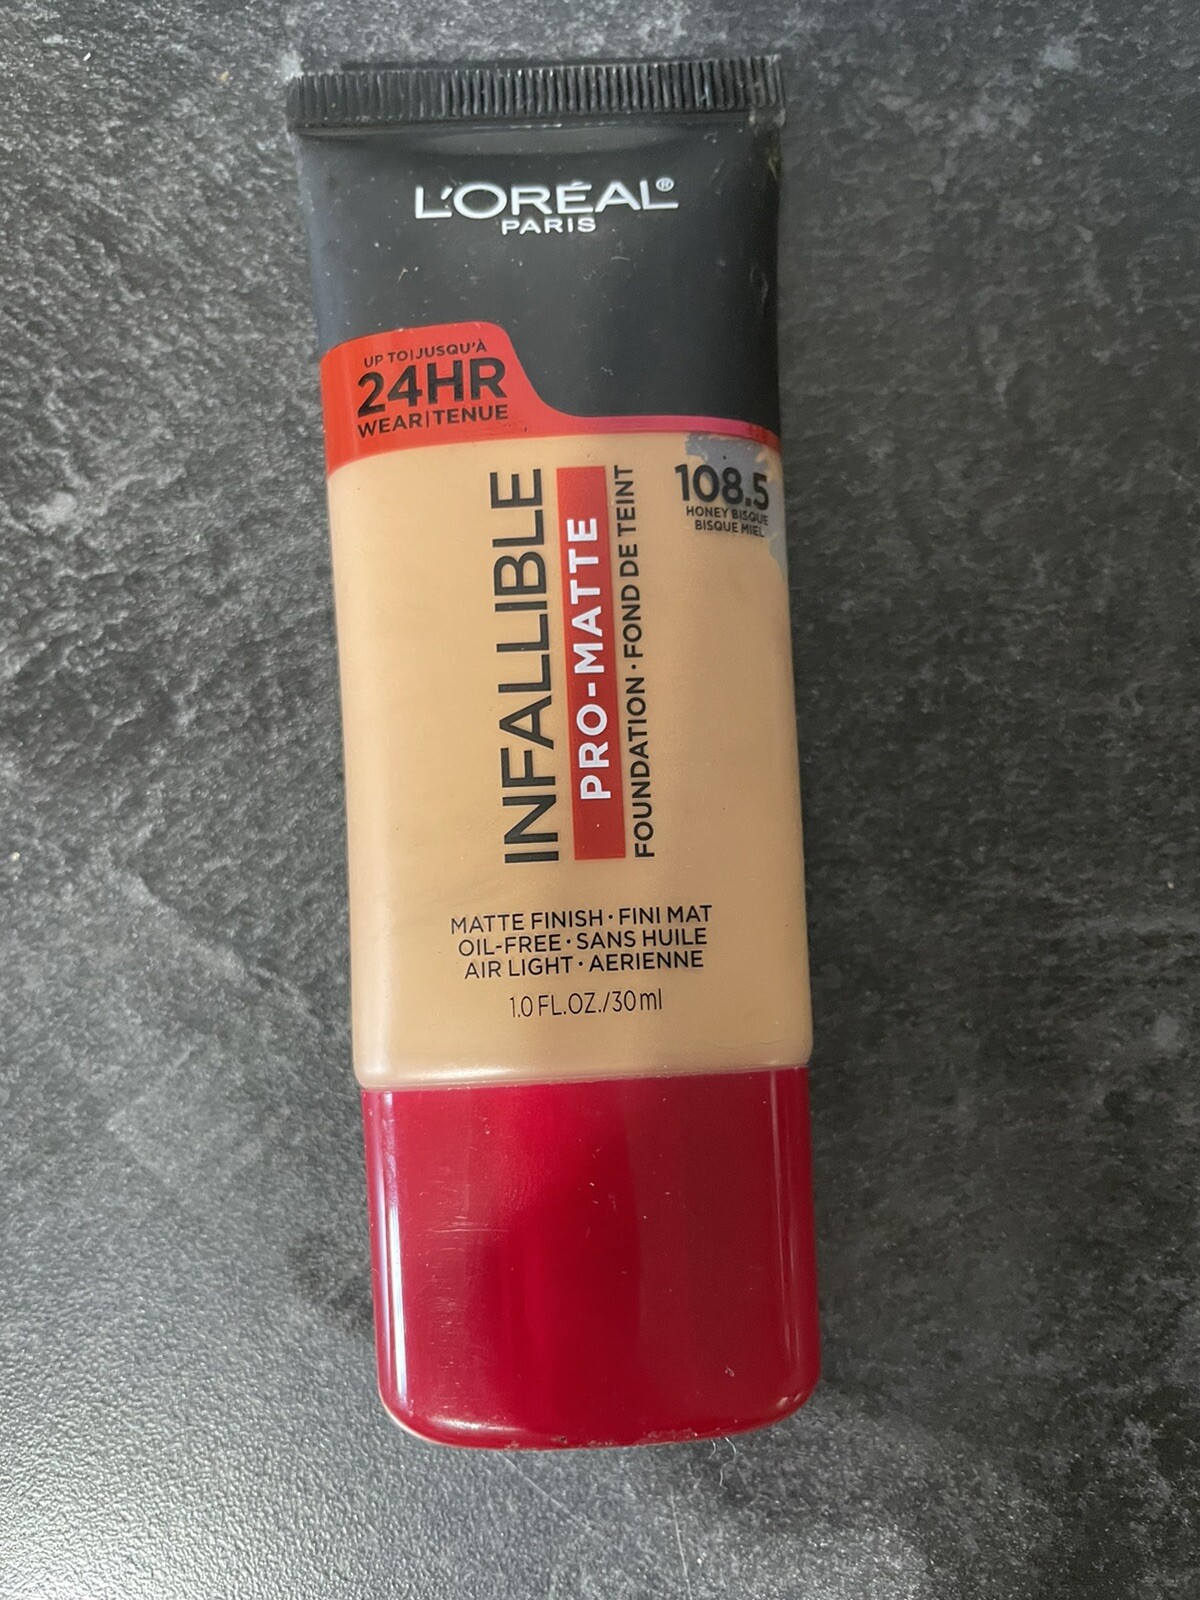 L'ORÉAL®
PARIS
UP TO|JUSQU'À
24HR
WEAR|TENUE
108.5
HONEY BISQUE
BISQUE MIEL
INFALLIBLE
PRO-MATTE
FOUNDATION · FOND DE TEINT
MATTE FINISH · FINI MAT
OIL-FREE · SANS HUILE
AIR LIGHT · AERIENNE
1.0 FL.OZ./30ml